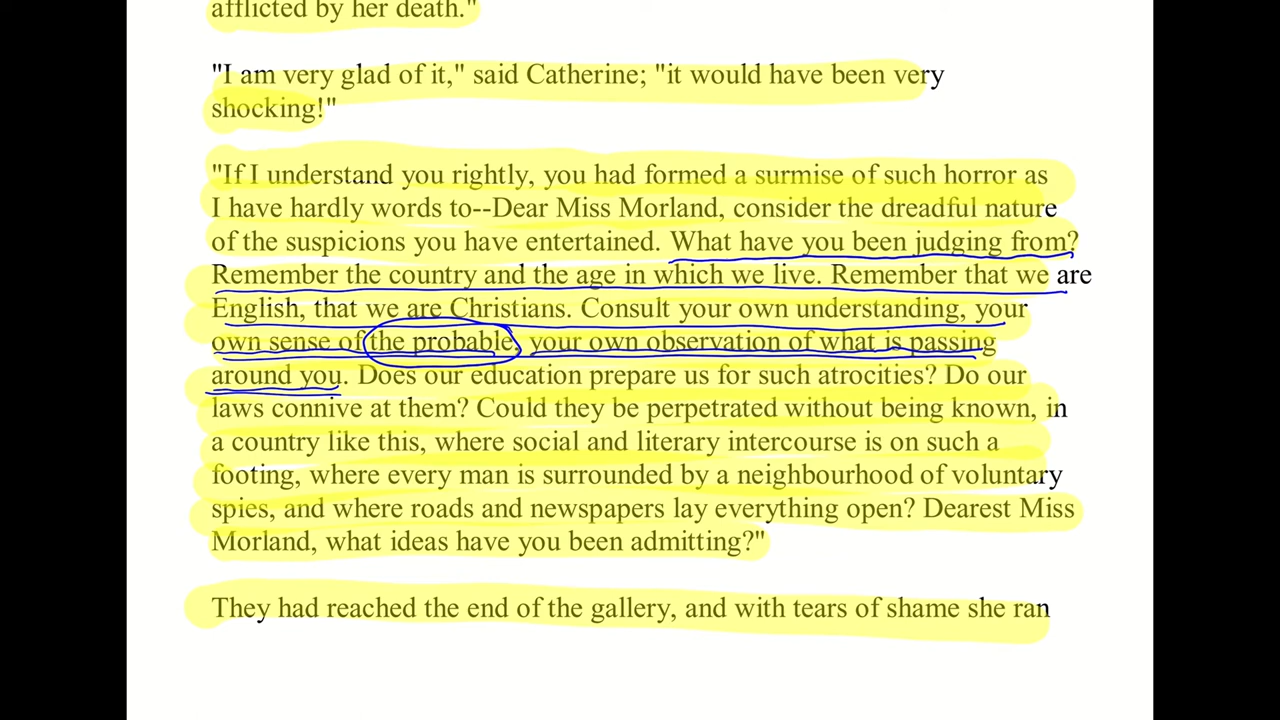 afflicted by her death."
"I am very glad of it," said Catherine; "it would have been very
shocking!"
"If I understand you rightly, you had formed a surmise of such horror as
I have hardly words to--Dear Miss Morland, consider the dreadful nature
of the suspicions you have entertained. What have you been judging from?
Remember the country and the age in which we live. Remember that we are
English, that we are Christians. Consult your own understanding, your
own sense of the probable, your own observation of what is passing
around you. Does our education prepare us for such atrocities? Do our
laws connive at them? Could they be perpetrated without being known, in
a country like this, where social and literary intercourse is on such a
footing, where every man is surrounded by a neighbourhood of voluntary
spies, and where roads and newspapers lay everything open? Dearest Miss
Morland, what ideas have you been admitting?"
They had reached the end of the gallery, and with tears of shame she ran